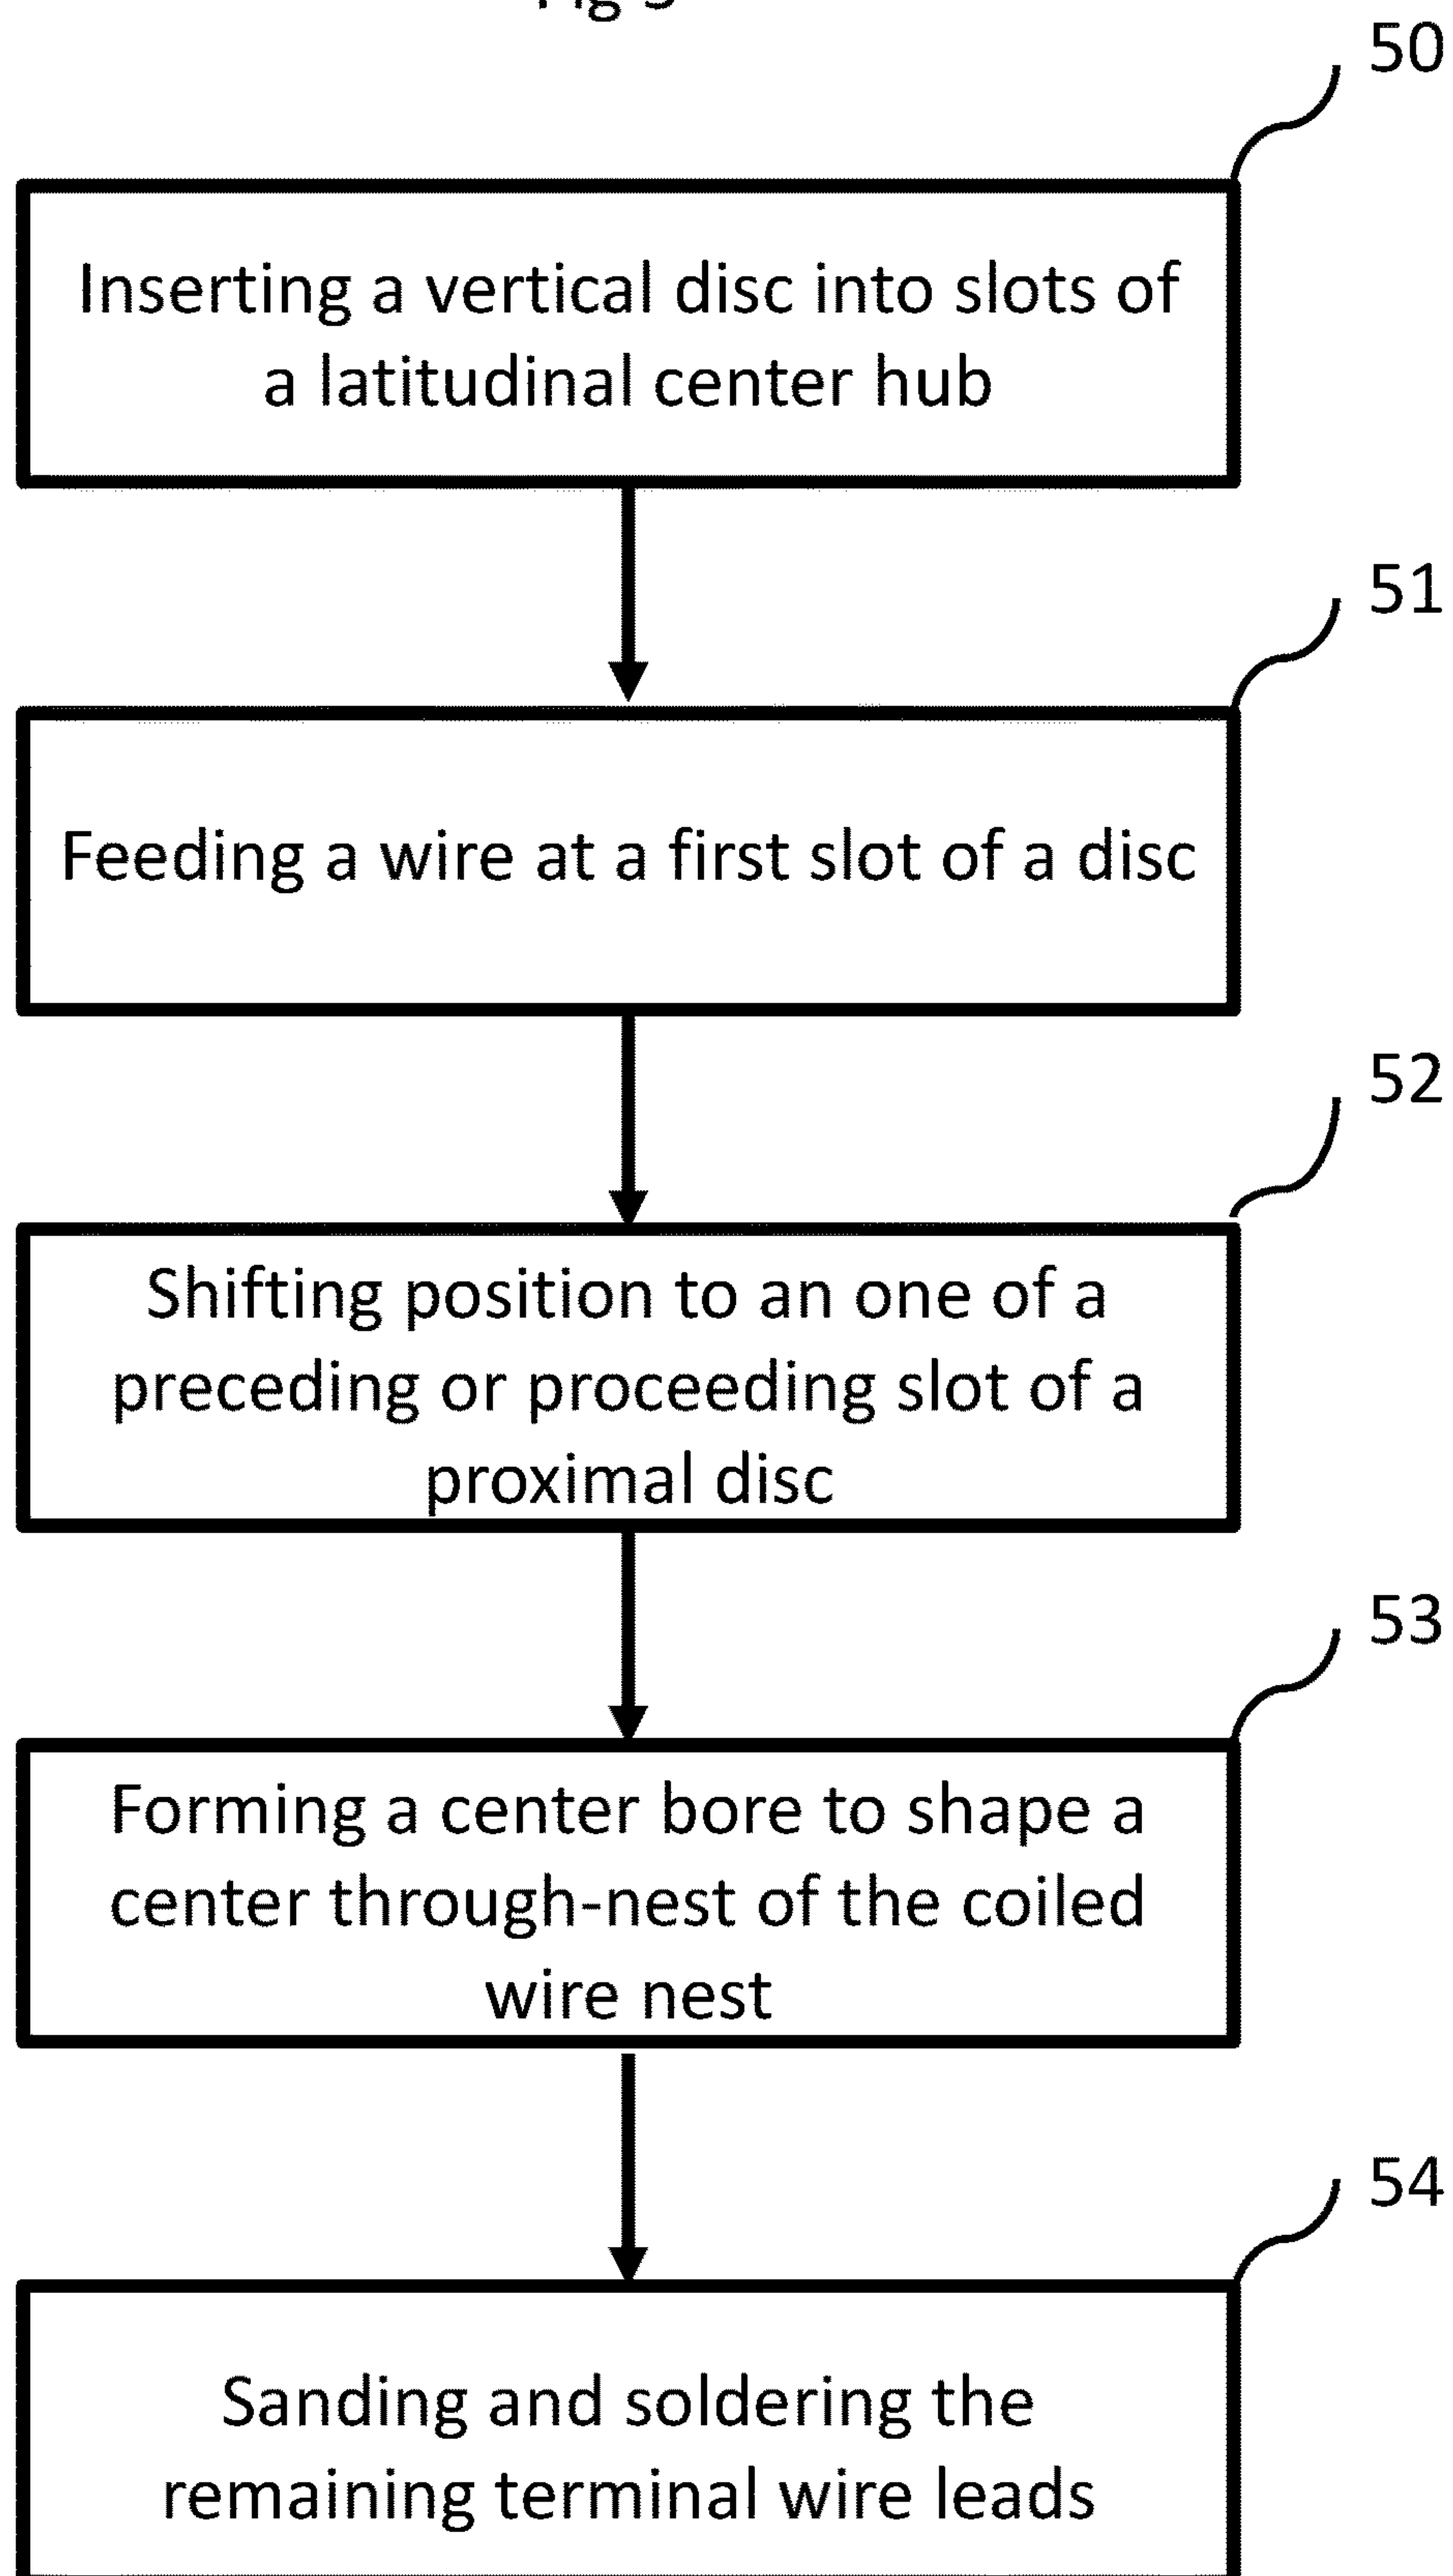 50
Inserting a vertical disc into slots of
a latitudinal center hub
51
Feeding a wire at a first slot of a disc
52
Shifting position to an one of a
preceding or proceeding slot of a
proximal disc
53
Forming a center bore to shape a
center through-nest of the coiled
wire nest
54
Sanding and soldering the
remaining terminal wire leads